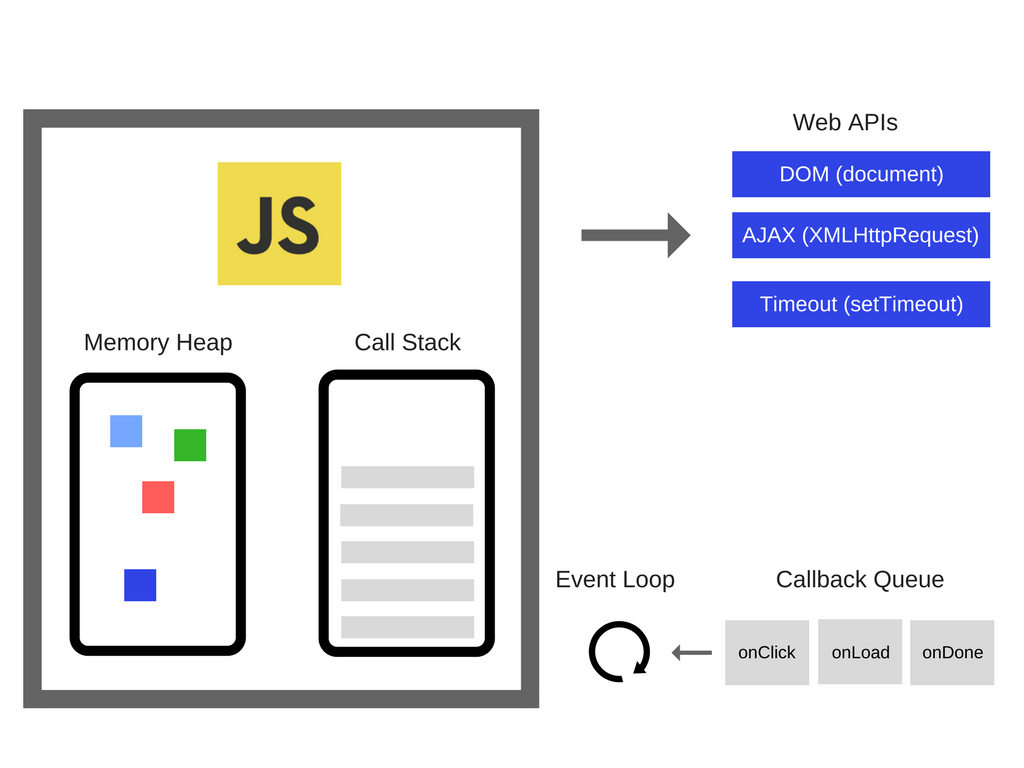 JS
Memory Heap
Call Stack
Web APIs
DOM (document)
AJAX (XMLHttpRequest)
Timeout (setTimeout)
Event Loop
Callback Queue
onClick
onLoad
onDone